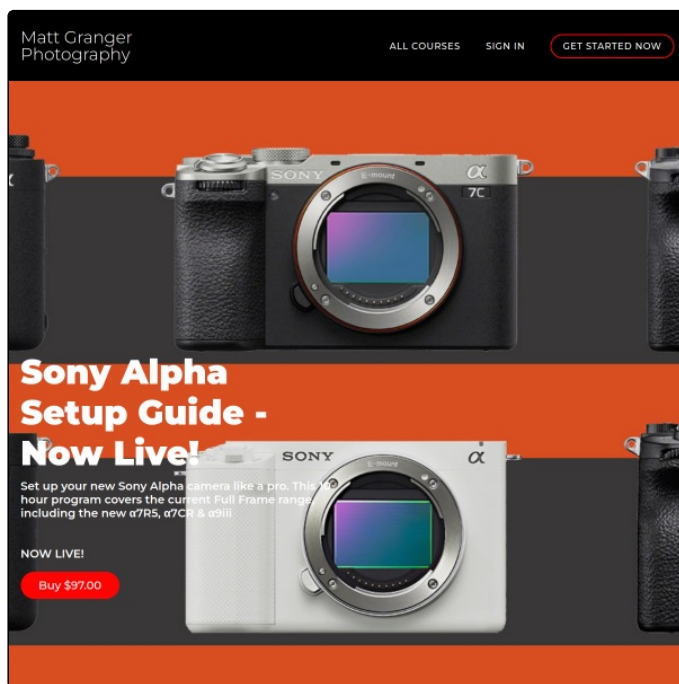 Matt Granger
Photography
ALL COURSES
SIGN IN
GET STARTED NOW
SONY
E-mount
α
7C
Sony Alpha
Setup Guide -
Now Live!
SONY
E-mount
α
Set up your new Sony Alpha camera like a pro. This
hour program covers the current Full Frame range,
including the new α7R5, α7CR & α9iii
NOW LIVE!
Buy $97.00